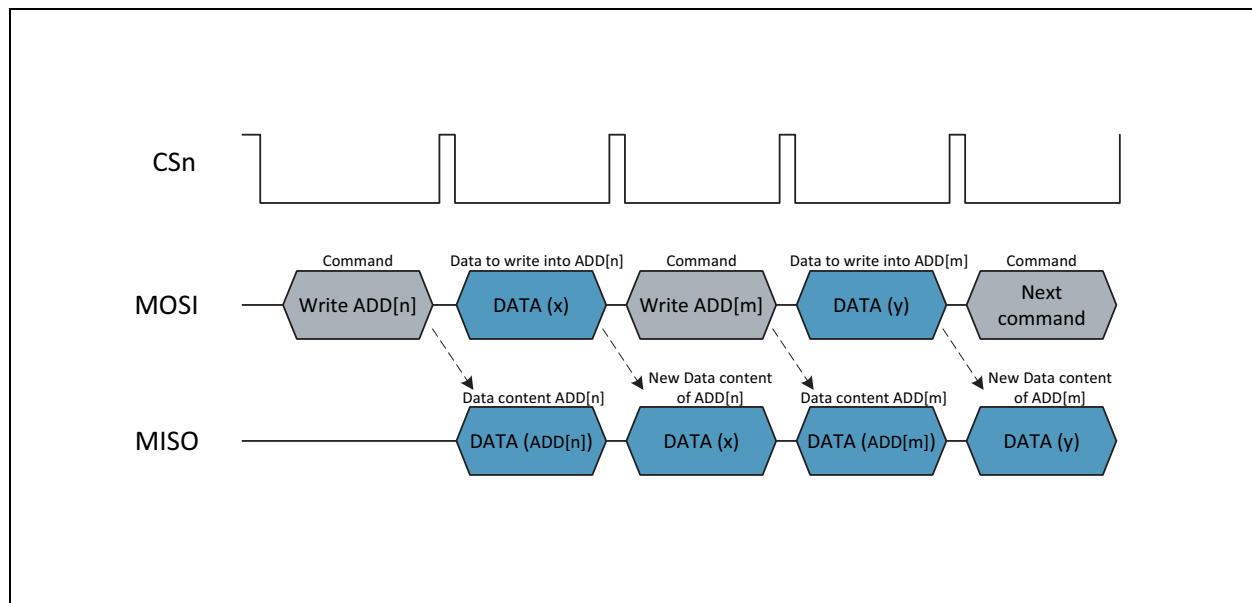 CSn
Command
Data to write into ADD[n]
Command
Data to write into ADD[m]
Command
MOSI
Write ADD[n]
DATA (x)
Write ADD[m]
DATA (y)
Next
command
Data content ADD[n]
New Data content
of ADD[n]
Data content ADD[m]
New Data content
of ADD[m]
MISO
DATA (ADD[n])
DATA (x)
DATA (ADD[m])
DATA (y)